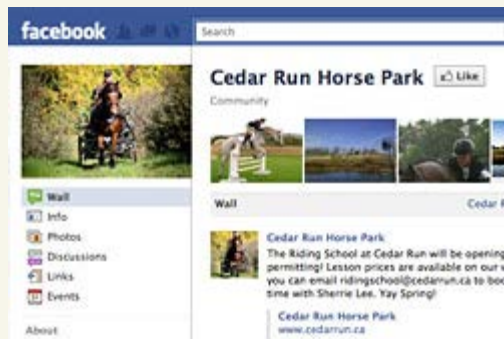 facebook
Search
Cedar Run Horse Park
Like
Community
Wall
Info
Photos
Discussions
Links
Events
About
Wall
Cedar
Cedar Run Horse Park
The Riding School at Cedar Run will be opening
permitting! Lesson prices are available on our
you can email ridingschool@cedarrun.ca to
time with Sherrie Lee. Yay Spring!
Cedar Run Horse Park
www.cedarrun.ca